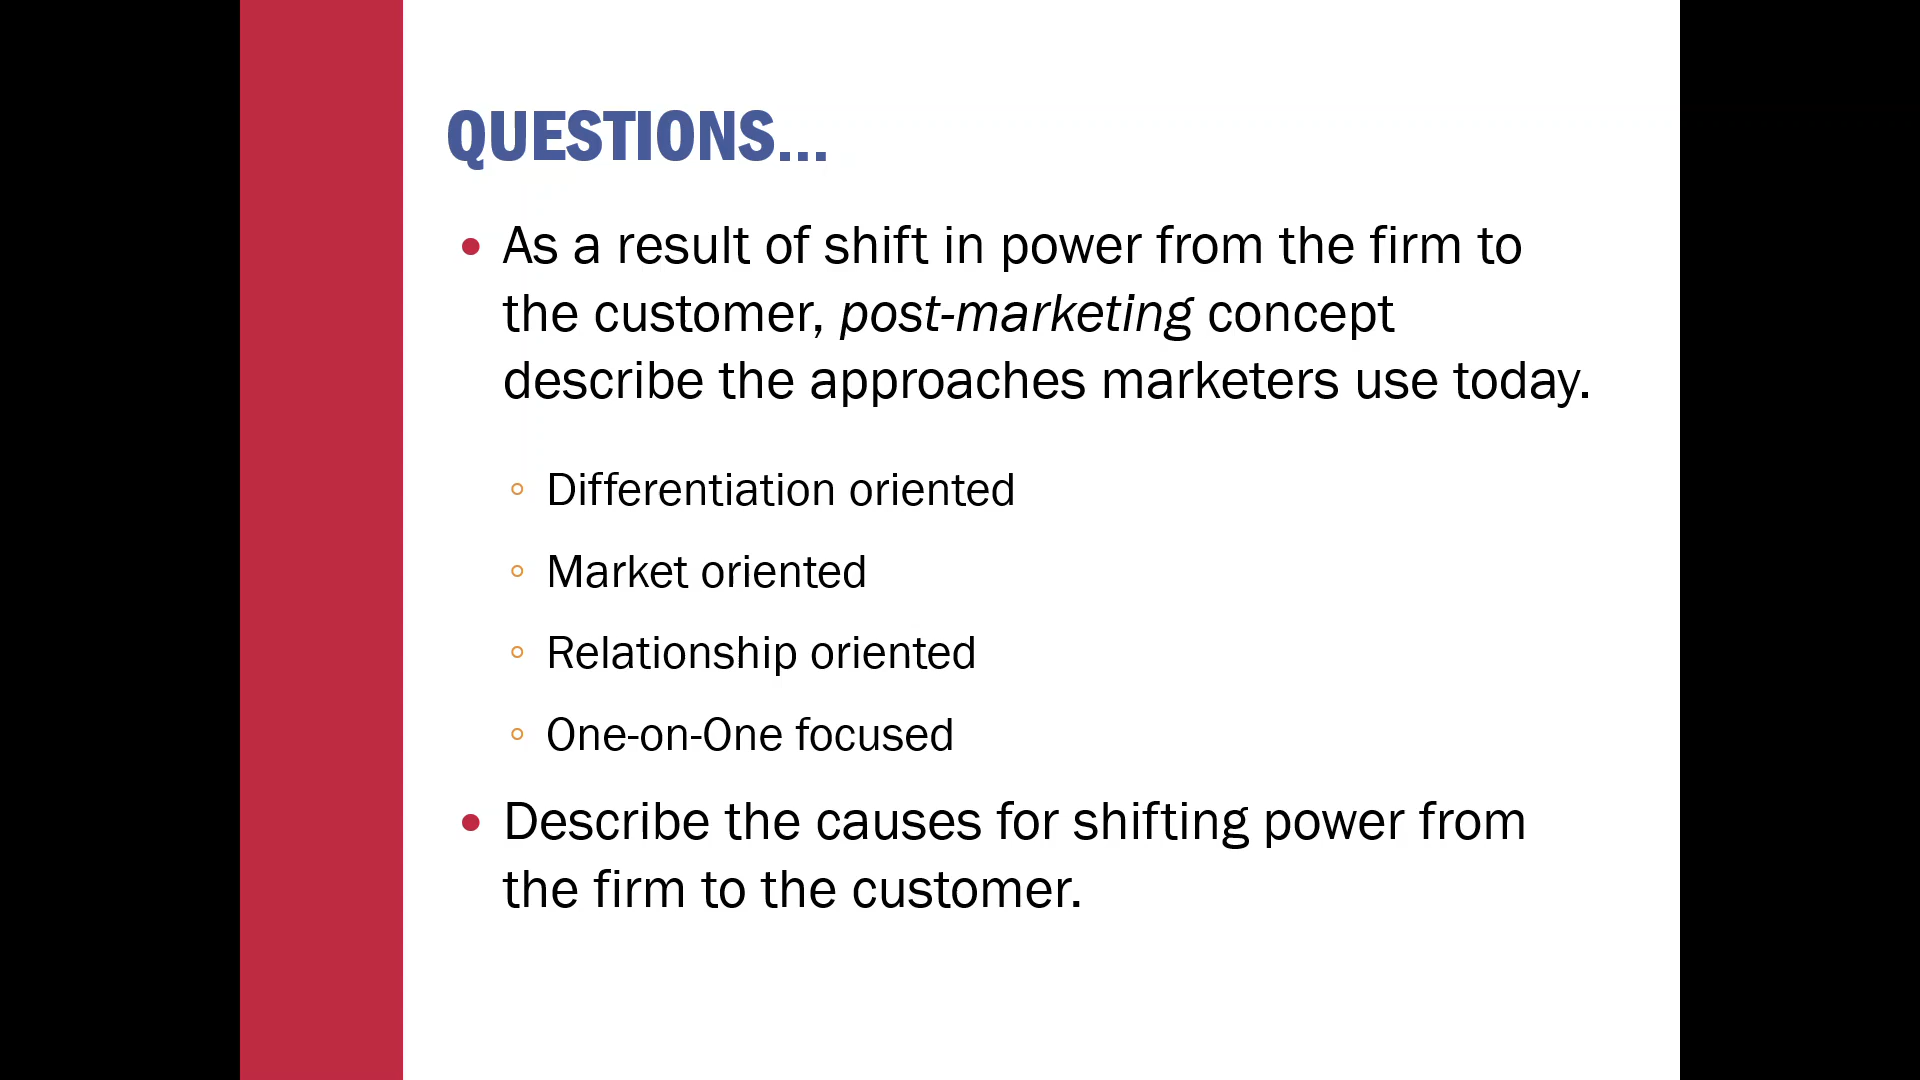 QUESTIONS...
• As a result of shift in power from the firm to
the customer, post-marketing concept
describe the approaches marketers use today.
◦ Differentiation oriented
◦ Market oriented
◦ Relationship oriented
◦ One-on-One focused
• Describe the causes for shifting power from
the firm to the customer.